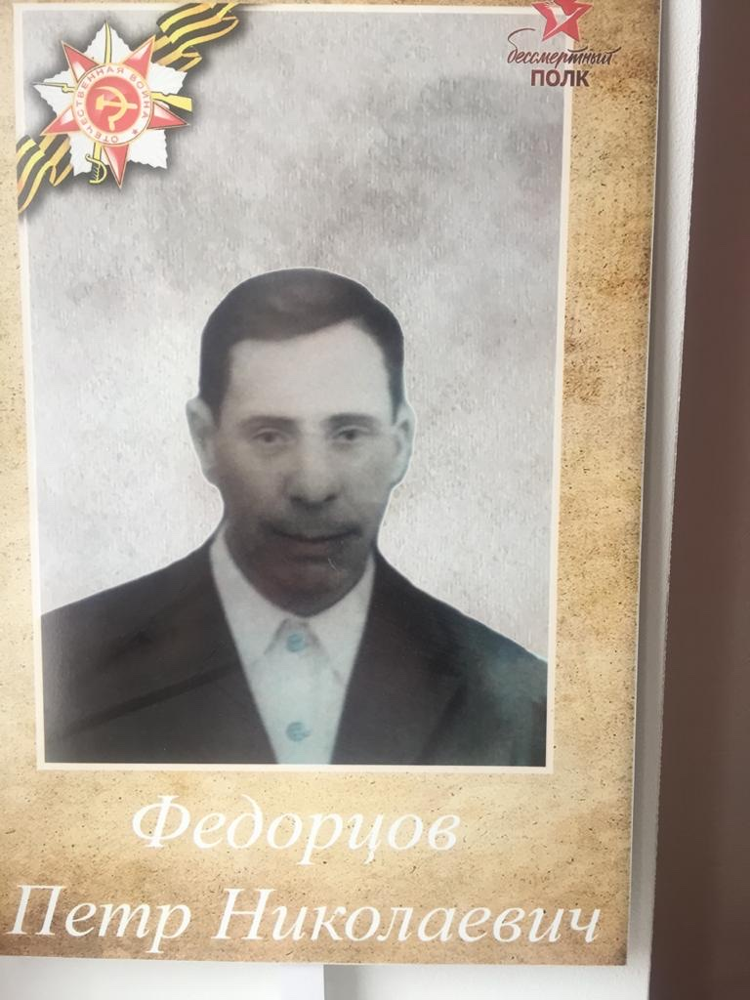 ОТЕЧЕСТВЕННАЯ ВОЙНА
бессмертный
ПОЛК
Федорцов
Петр Николаевич